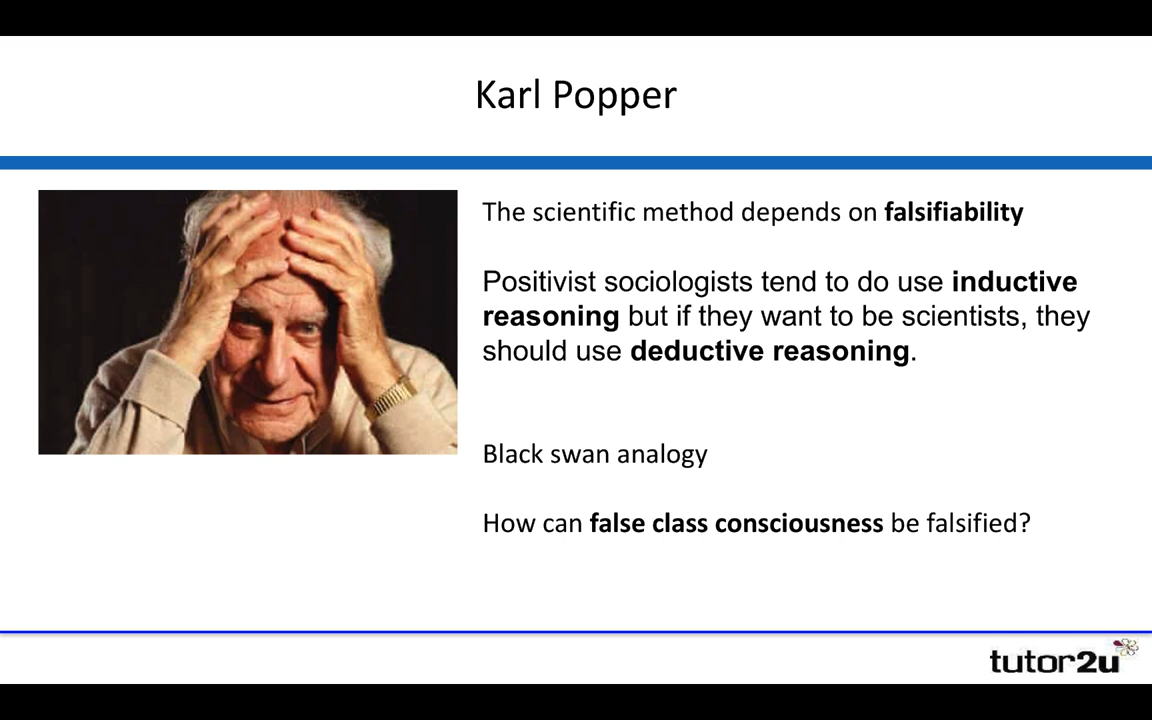 Karl Popper
The scientific method depends on falsifiability
Positivist sociologists tend to do use inductive
reasoning but if they want to be scientists, they
should use deductive reasoning.
Black swan analogy
How can false class consciousness be falsified?
tutor2u